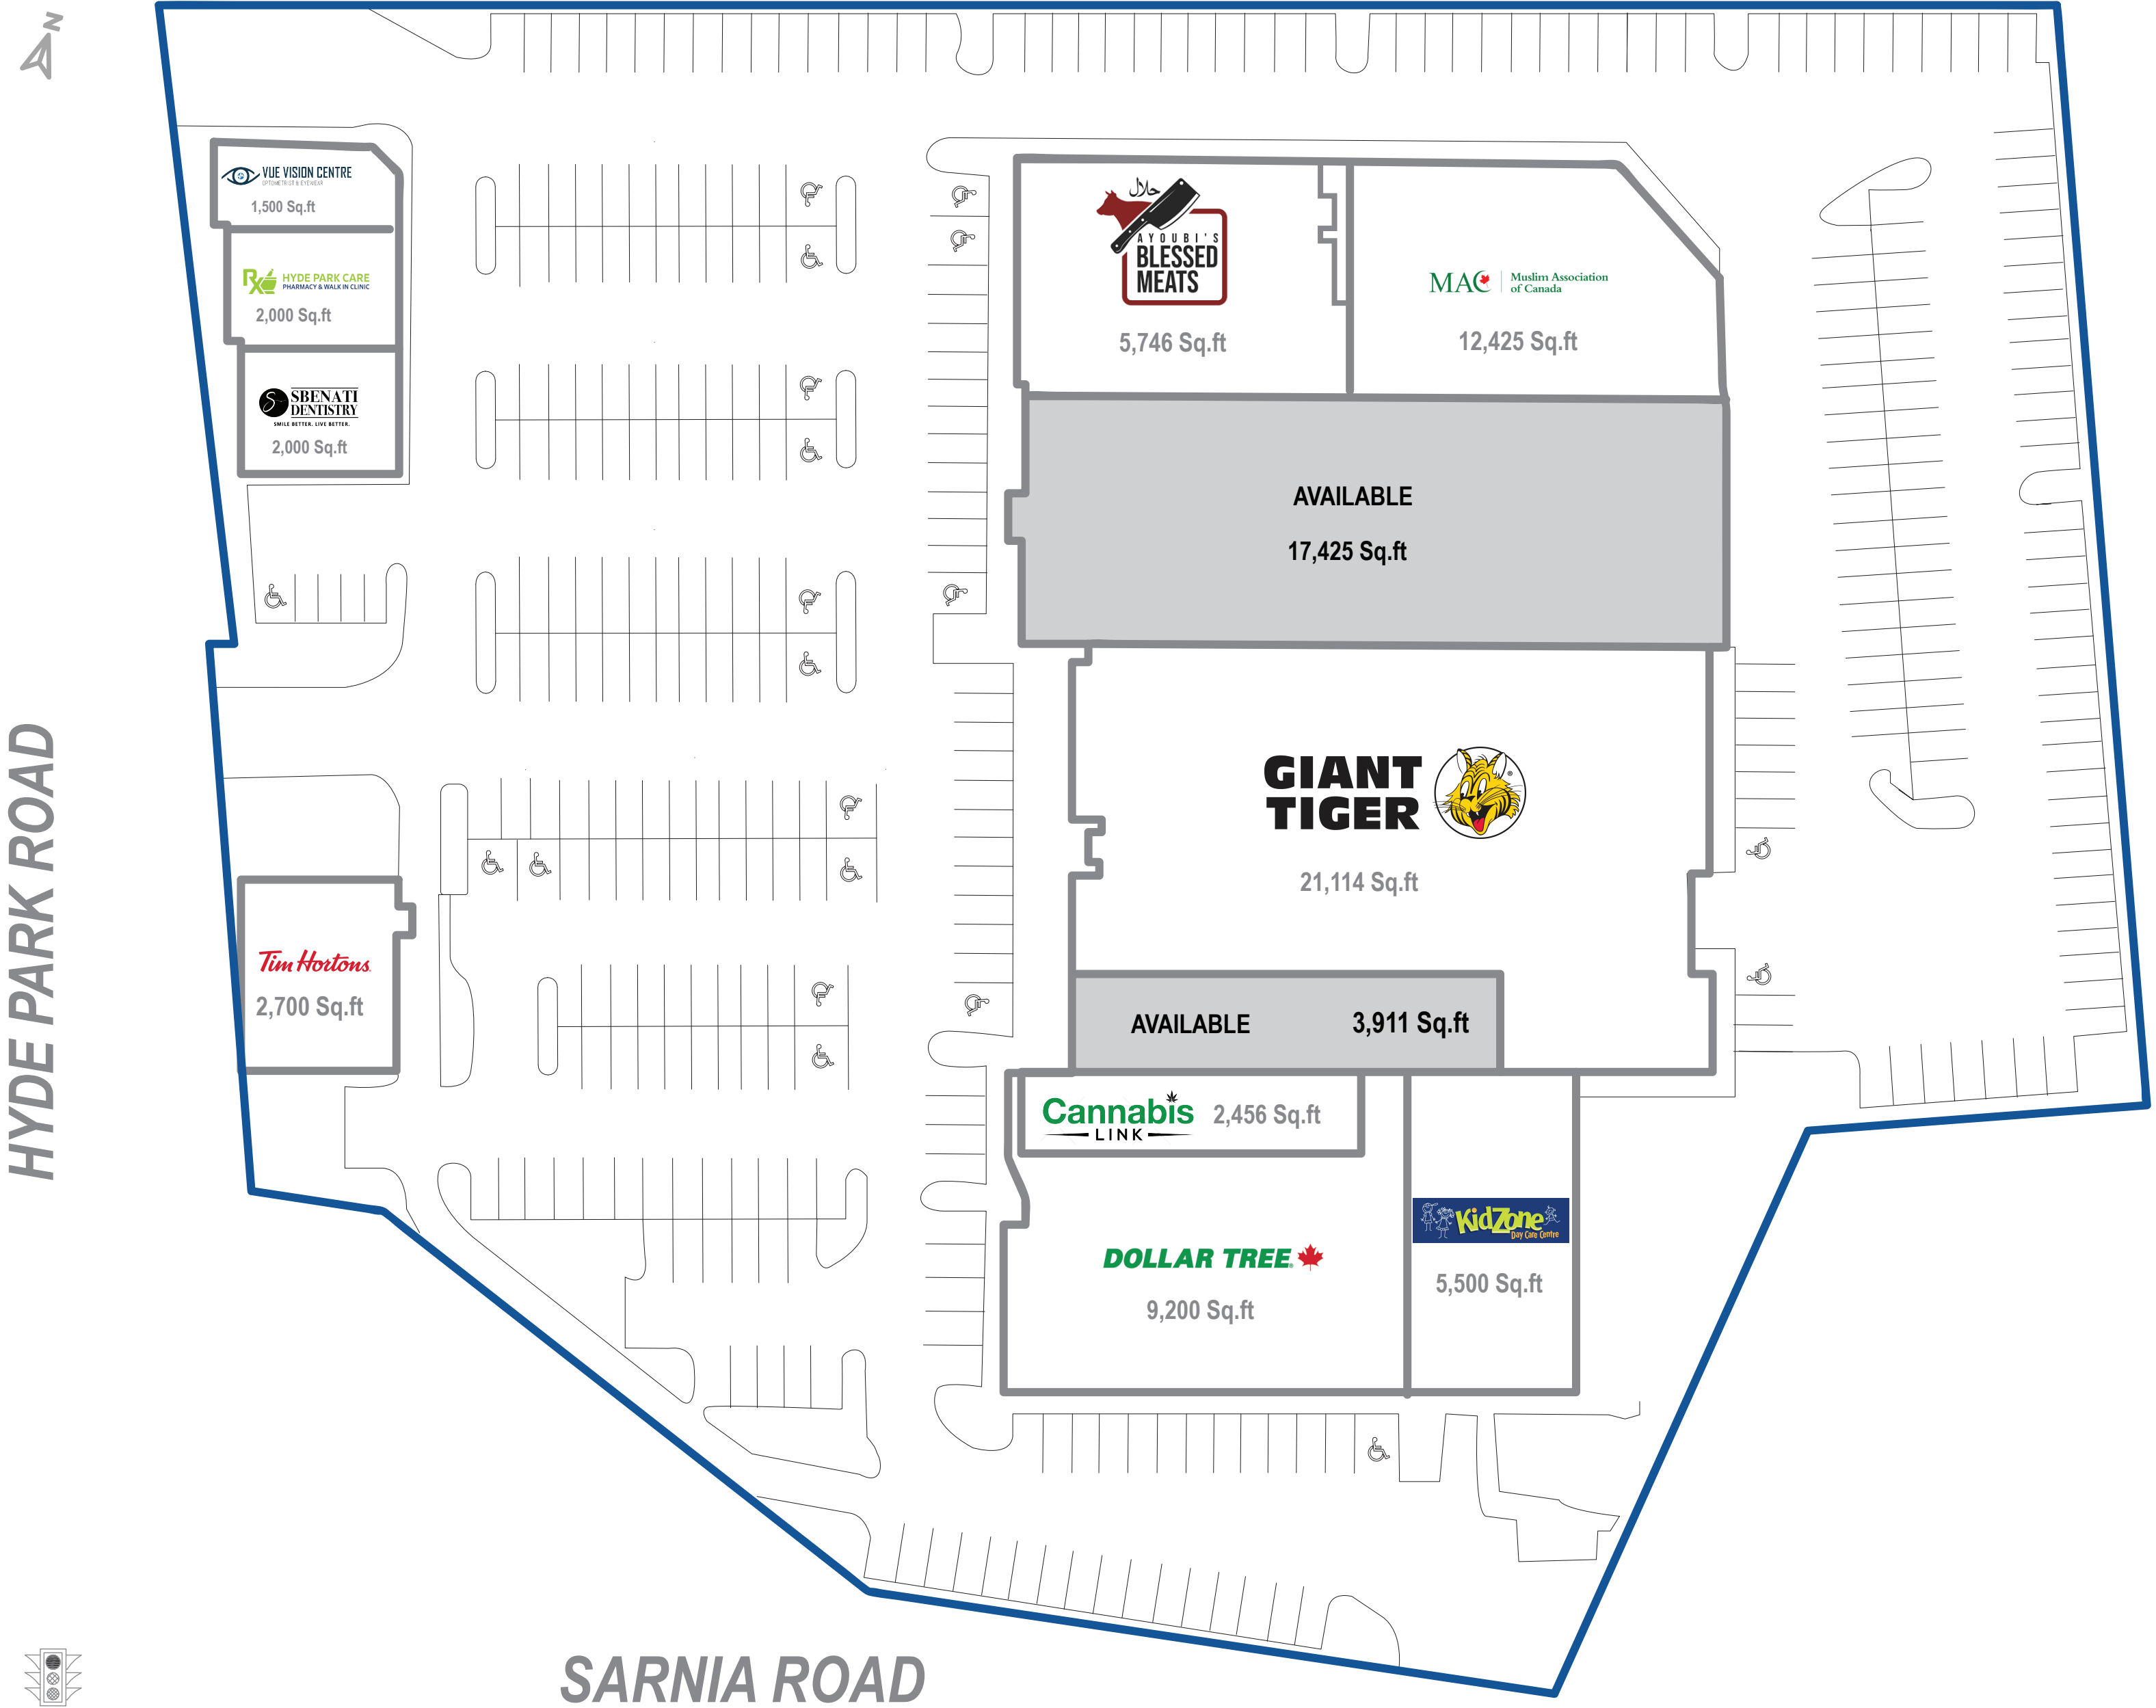 N
VUE VISION CENTRE
OPTOMETRIST & EYEWEAR
1,500 Sq.ft
Rx HYDE PARK CARE
PHARMACY & WALK IN CLINIC
2,000 Sq.ft
S SBENATI
DENTISTRY
SMILE BETTER. LIVE BETTER.
2,000 Sq.ft
حلال
AYOUBI'S
BLESSED
MEATS
5,746 Sq.ft
MAC Muslim Association
of Canada
12,425 Sq.ft
AVAILABLE
17,425 Sq.ft
GIANT
TIGER ®
21,114 Sq.ft
AVAILABLE 3,911 Sq.ft
HYDE PARK ROAD
Tim Hortons.
2,700 Sq.ft
Cannabis
LINK
2,456 Sq.ft
DOLLAR TREE
9,200 Sq.ft
KidZone
Day Care Centre
5,500 Sq.ft
SARNIA ROAD